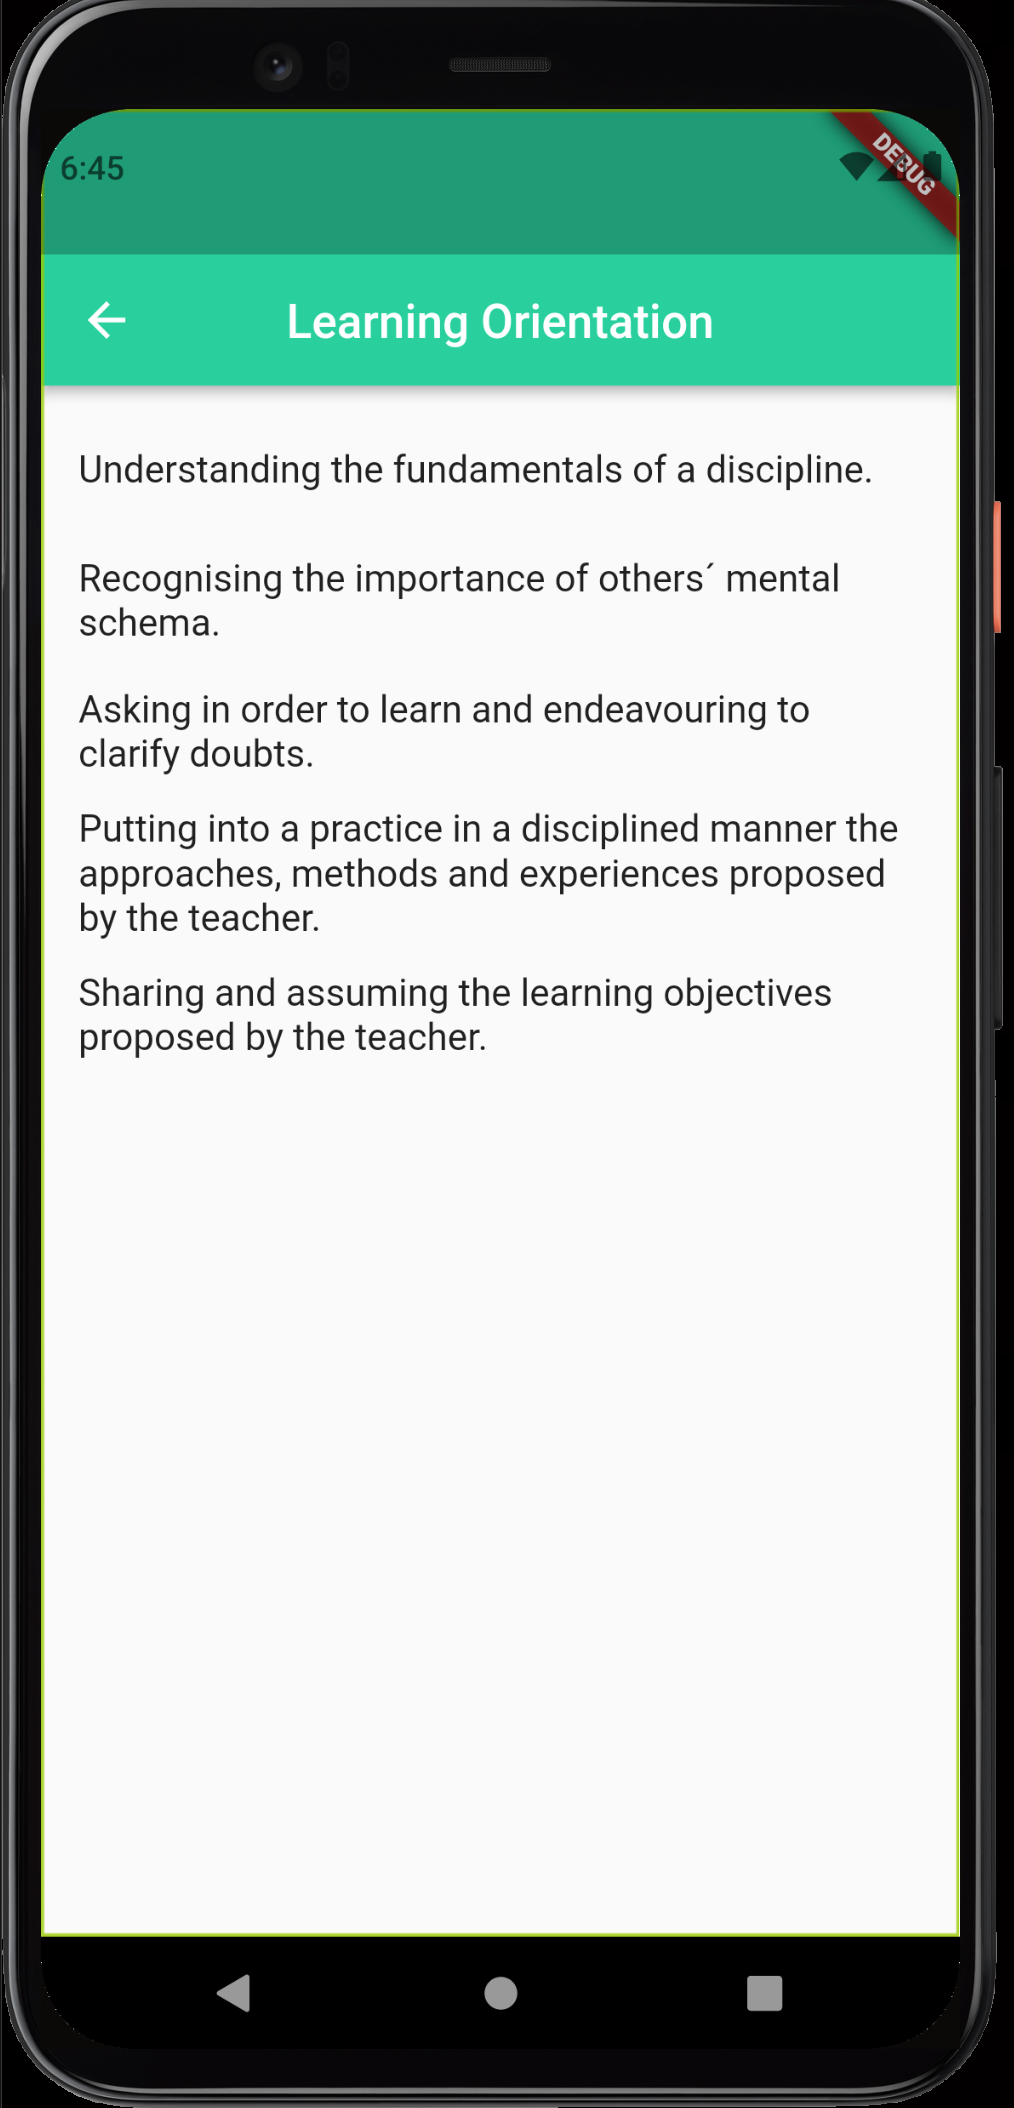 6:45
DEBUG
Learning Orientation
Understanding the fundamentals of a discipline.
Recognising the importance of others´ mental
schema.
Asking in order to learn and endeavouring to
clarify doubts.
Putting into a practice in a disciplined manner the
approaches, methods and experiences proposed
by the teacher.
Sharing and assuming the learning objectives
proposed by the teacher.